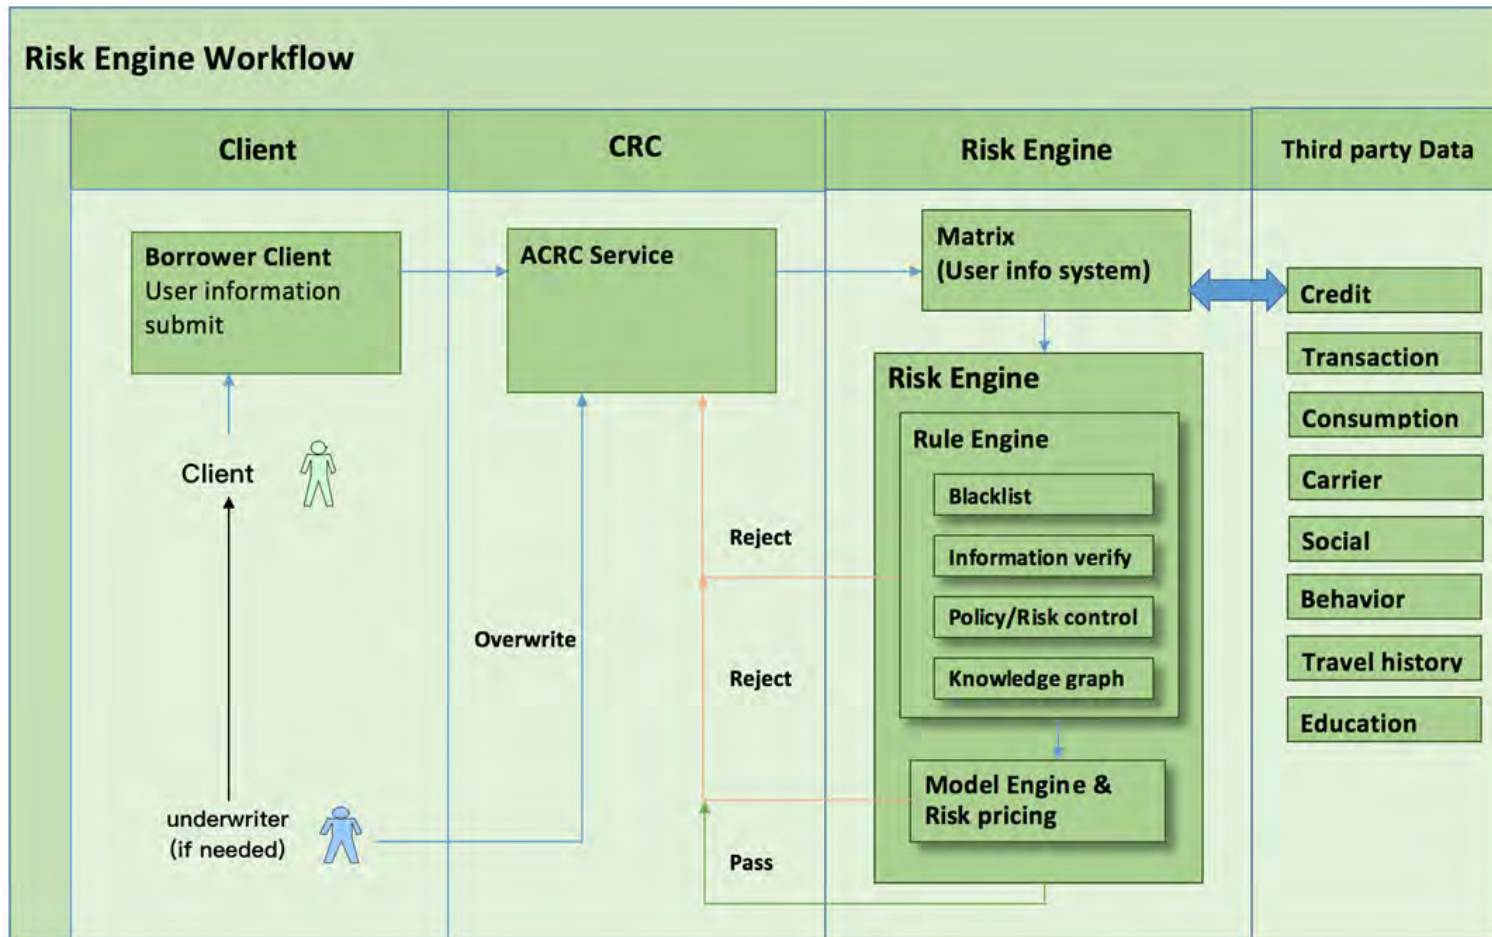 Risk Engine Workflow
Client
CRC
Risk Engine
Third party Data
Borrower Client
User information
submit
ACRC Service
Matrix
(User info system)
Credit
Transaction
Consumption
Carrier
Social
Behavior
Travel history
Education
Risk Engine
Rule Engine
Blacklist
Information verify
Policy/Risk control
Knowledge graph
Model Engine &
Risk pricing
Client
Reject
Overwrite
Reject
underwriter
(if needed)
Pass